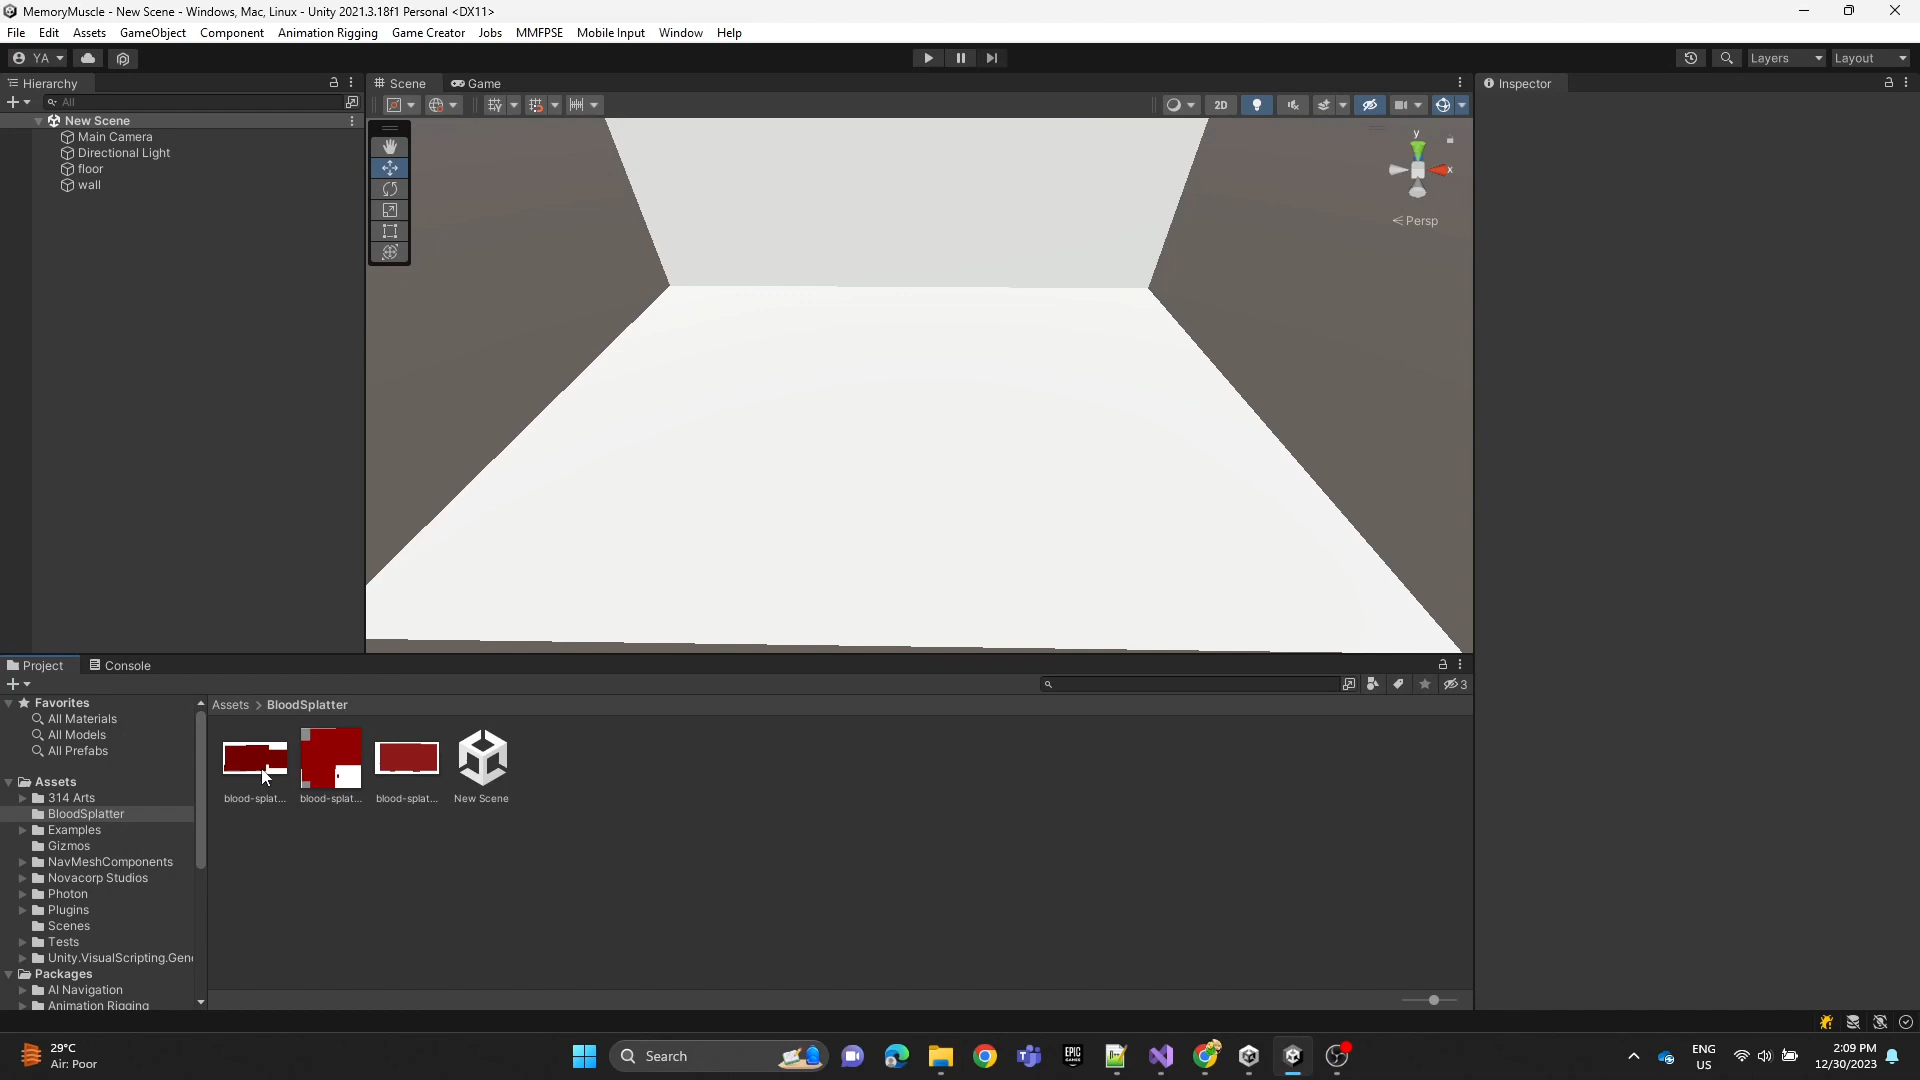 MemoryMuscle - New Scene - Windows, Mac, Linux - Unity 2021.3.18f1 Personal <DX11>
File Edit Assets GameObject Component Animation Rigging Game Creator Jobs MMFPSE Mobile Input Window Help
YA Layers Layout
Hierarchy Scene Game Inspector
All 2D
New Scene
Main Camera
Directional Light
floor
wall
y
x
Persp
Project Console
3
Favorites
All Materials
All Models
All Prefabs
Assets
314 Arts
BloodSplatter
Examples
Gizmos
NavMeshComponents
Novacorp Studios
Photon
Plugins
Scenes
Tests
Unity.VisualScripting.Gen
Packages
AI Navigation
Animation Rigging
Assets > BloodSplatter
blood-splat... blood-splat... blood-splat... New Scene
29°C
Air: Poor
Search
EPIC
GAMES
ENG
US
2:09 PM
12/30/2023